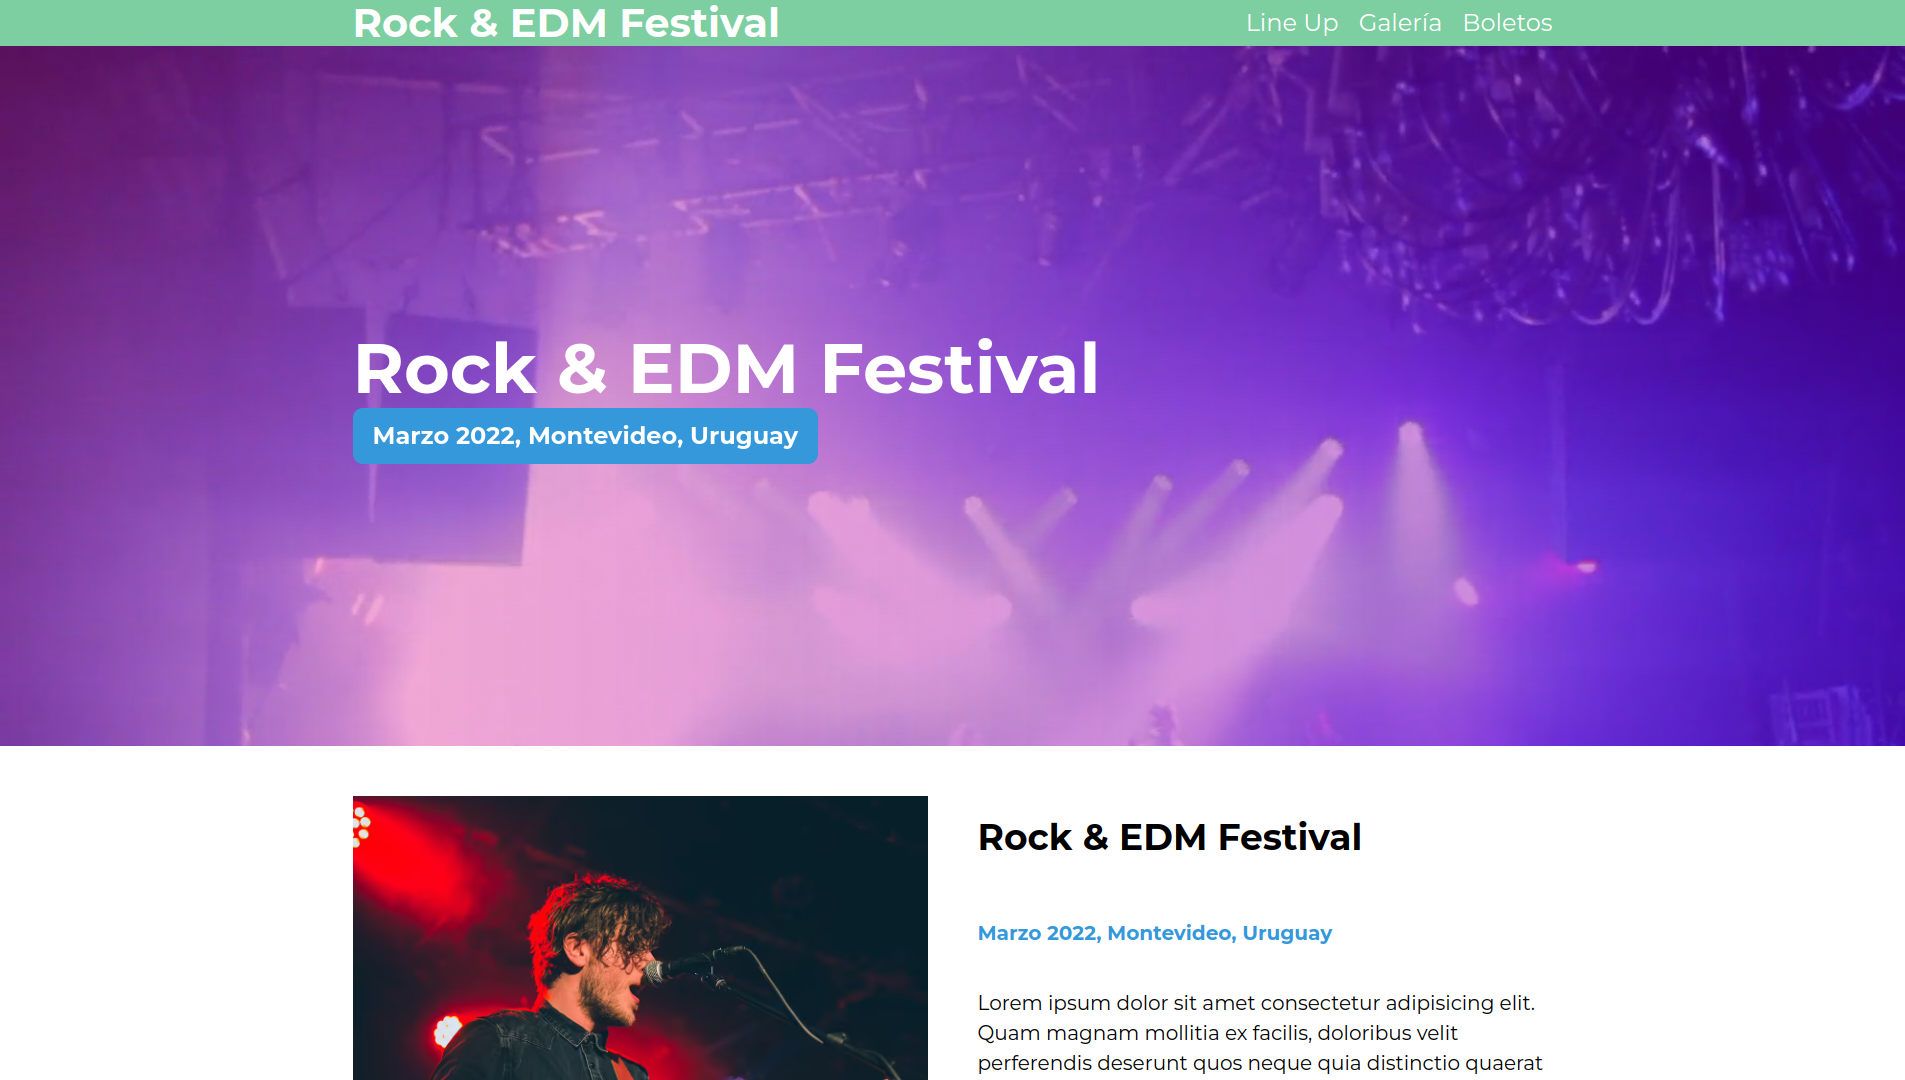 Rock & EDM Festival
Line Up Galería Boletos
Rock & EDM Festival
Marzo 2022, Montevideo, Uruguay
Rock & EDM Festival
Marzo 2022, Montevideo, Uruguay
Lorem ipsum dolor sit amet consectetur adipisicing elit.
Quam magnam mollitia ex facilis, doloribus velit
perferendis deserunt quos neque quia distinctio quaerat